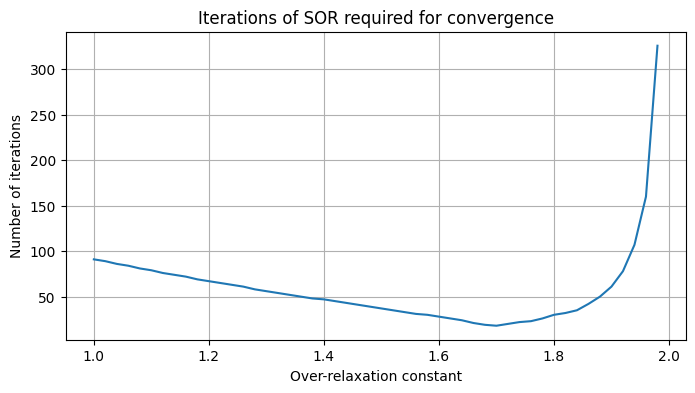 Iterations of SOR required for convergence
Number of iterations
300
250
200
150
100
50
1.0 1.2 1.4 1.6 1.8 2.0
Over-relaxation constant